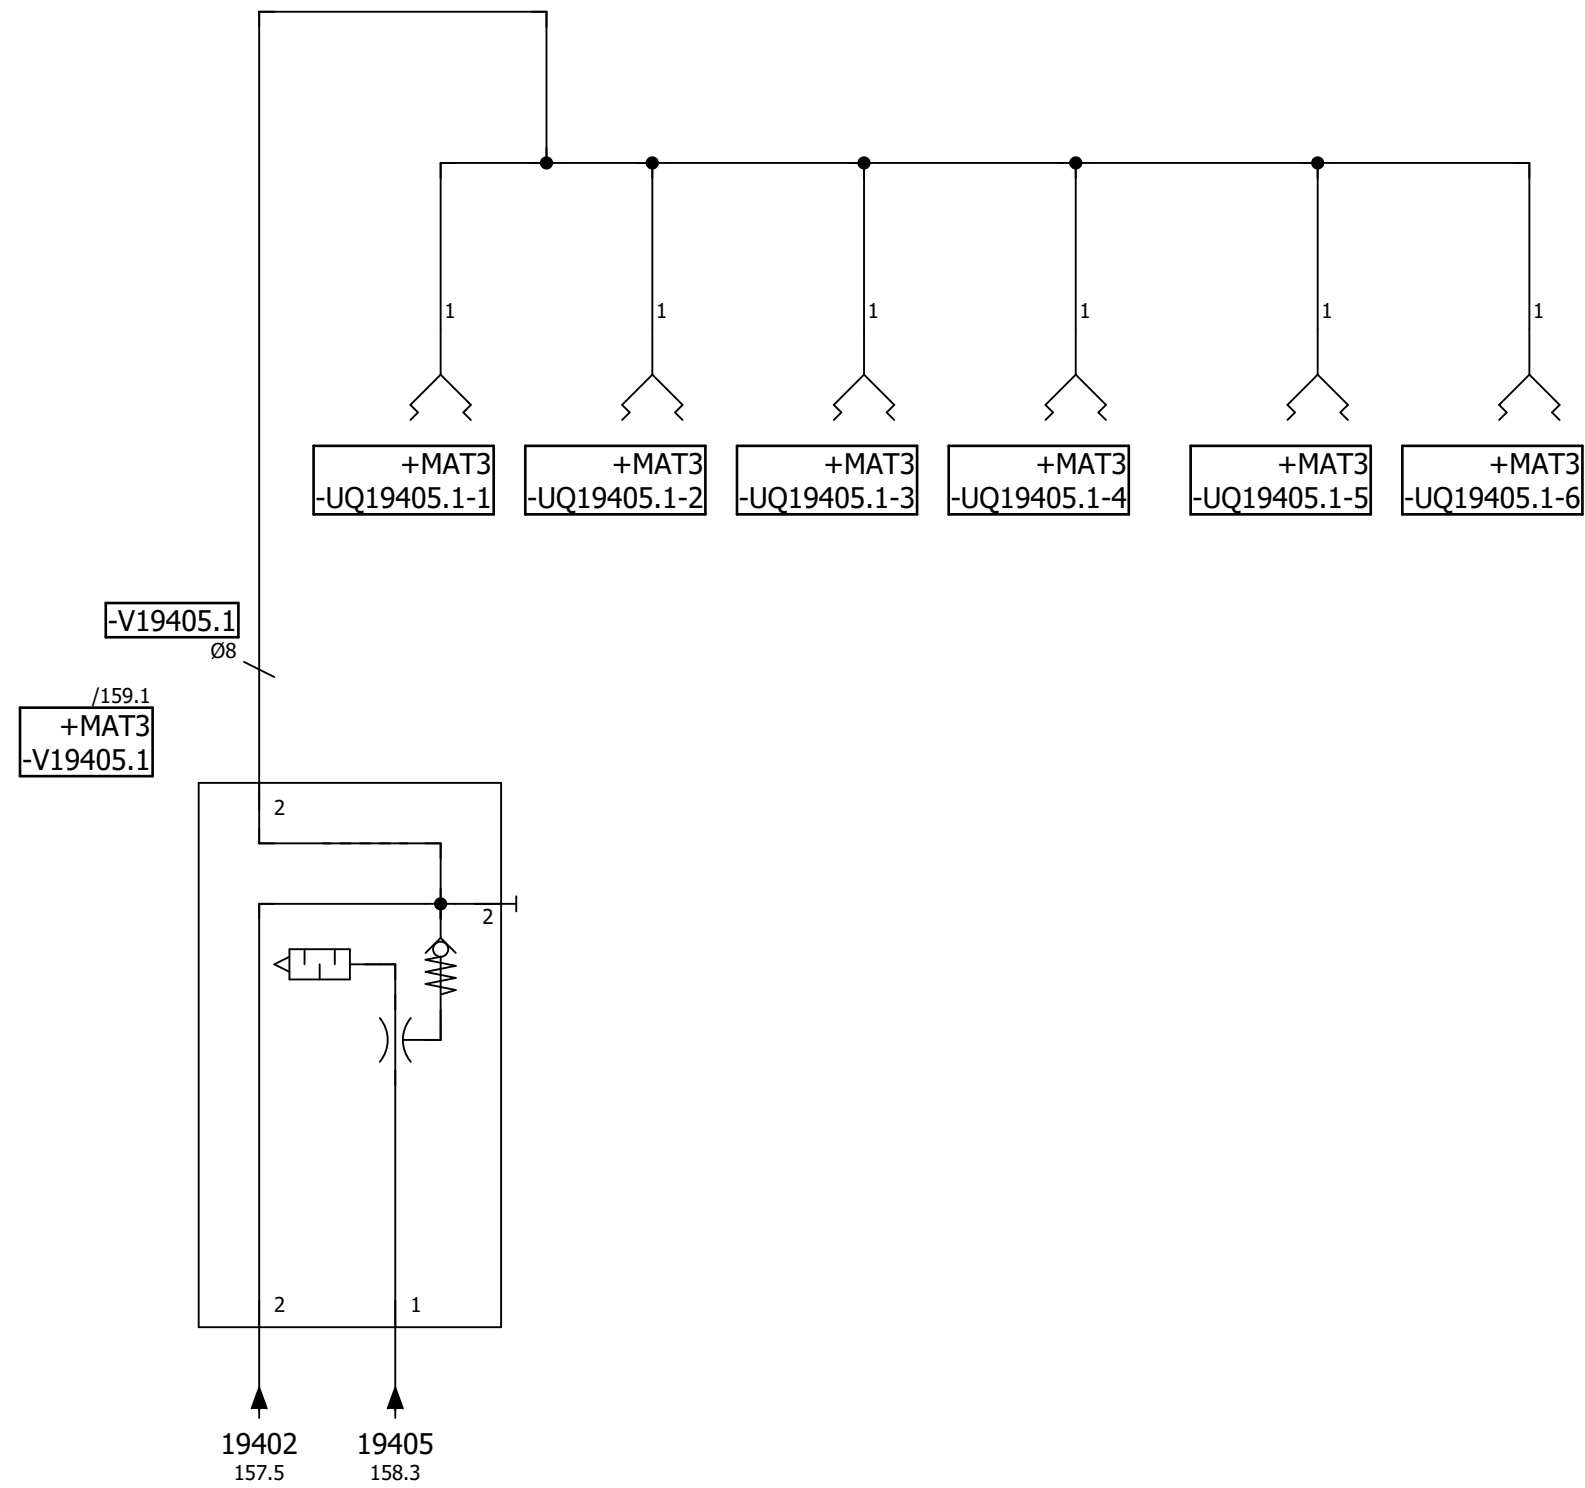 1
1
1
1
1
1
+MAT3
-UQ19405.1-1
+MAT3
-UQ19405.1-2
+MAT3
-UQ19405.1-3
+MAT3
-UQ19405.1-4
+MAT3
-UQ19405.1-5
+MAT3
-UQ19405.1-6
-V19405.1
Ø8
/159.1
+MAT3
-V19405.1
2
2
2
1
19402
157.5
19405
158.3